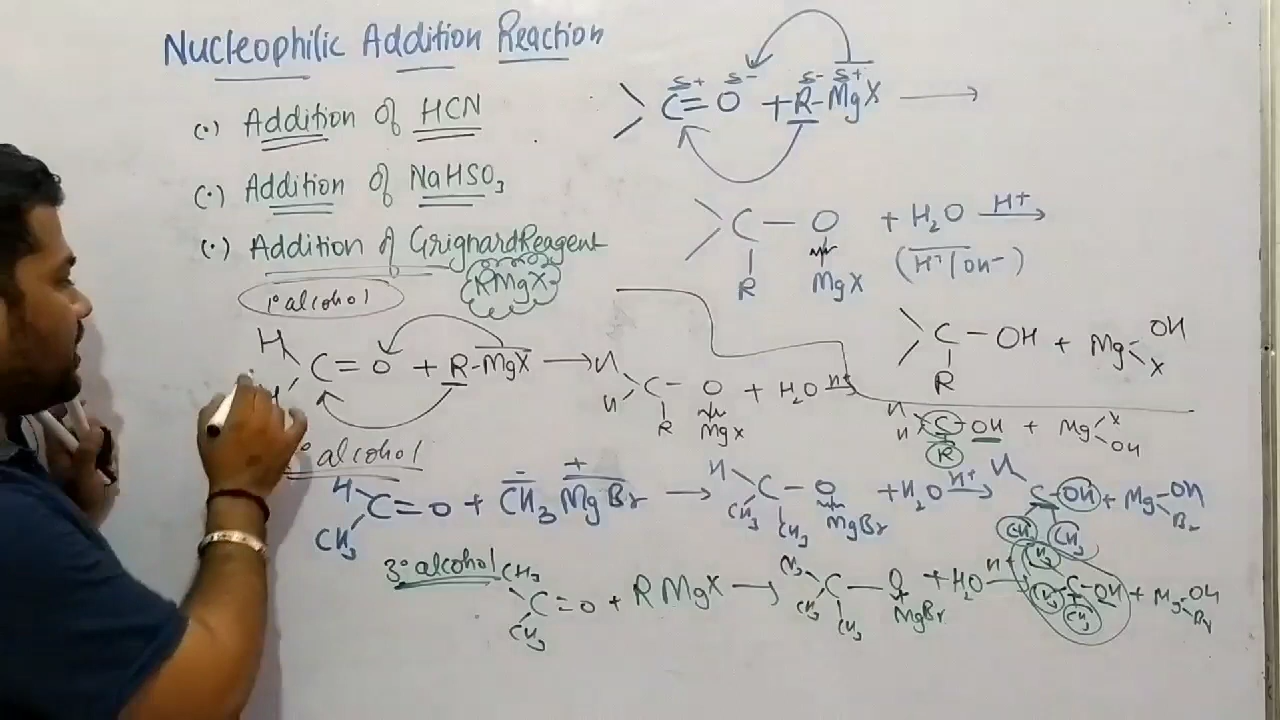 Nucleophilic Addition Reaction
(•) Addition of HCN
(•) Addition of NaHSO3
(•) Addition of GrignardReagent
RMgX
δ+ δ- δ- δ+
C=O + R-MgX →
C — O + H2O H+ →
R MgX (H+/OH-)
C — OH + Mg OH
R X
1° alcohol
H
C = O + R-MgX → H
H C — O + H2O H+ →
R MgX
H
H C — OH + Mg X
R OH
2° alcohol
- +
H C=O + CH3 MgBr → H C — O + H2O H+ → H C — OH + Mg OH
CH3 CH3 CH3 MgBr CH3 CH3 Br
3° alcohol
CH3 C=O + RMgX → CH3 C — O + H2O H+ → CH3 C — OH + Mg OH
CH3 CH3 CH3 MgBr CH3 CH3 Br